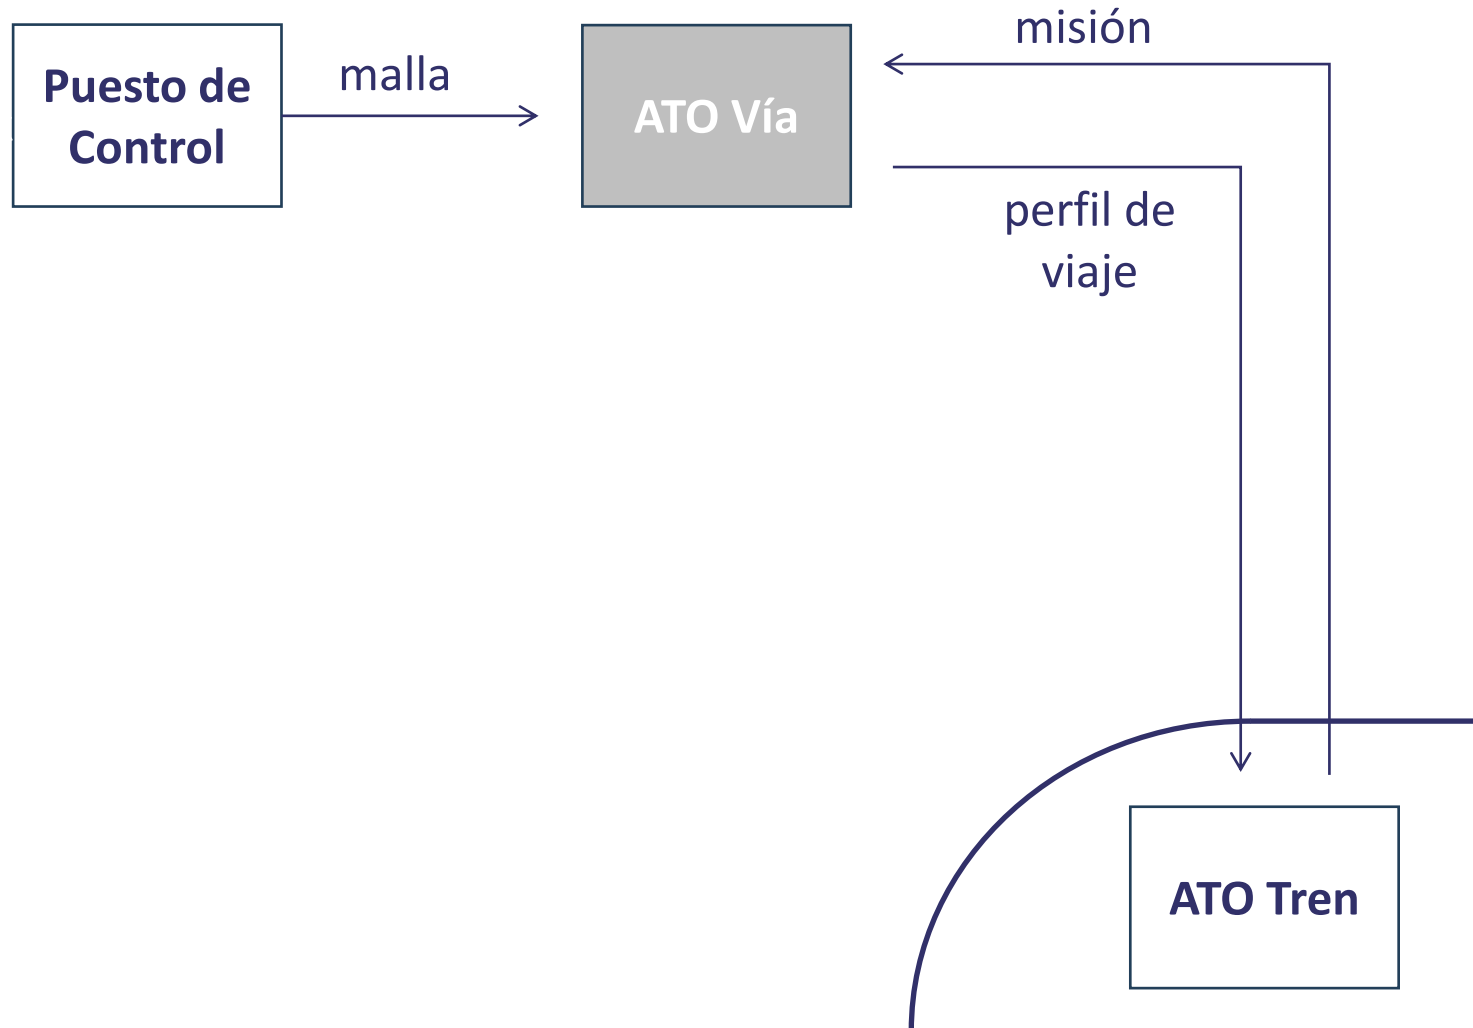 Puesto de
Control
malla
ATO Vía
misión
perfil de
viaje
ATO Tren